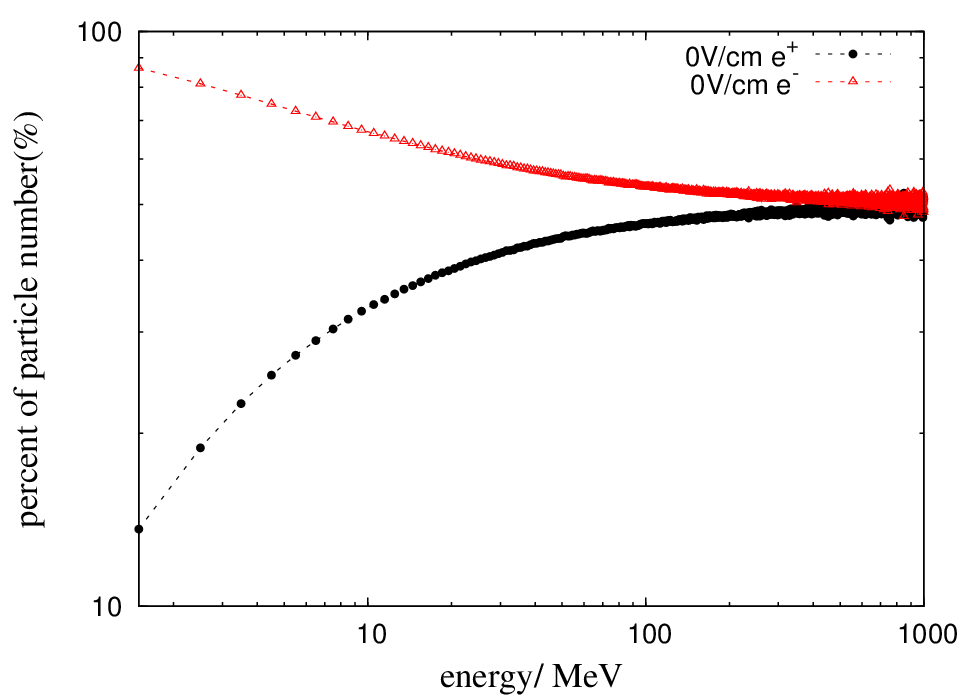 100
0V/cm e+
0V/cm e-
percent of particle number(%)
10
10
100
1000
energy/ MeV